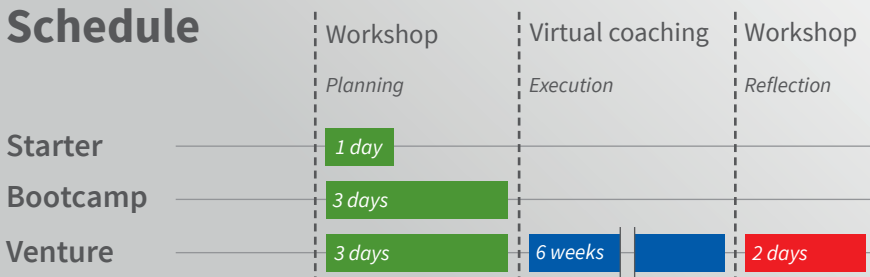 Schedule
Workshop
Virtual coaching
Workshop
Planning
Execution
Reflection
Starter
1 day
Bootcamp
3 days
Venture
3 days
6 weeks
2 days